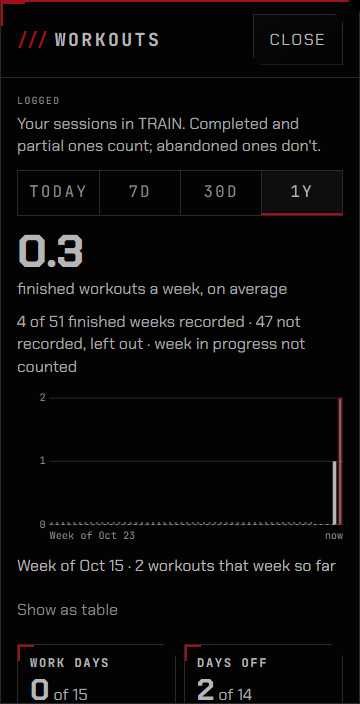 /// WORKOUTS
CLOSE
LOGGED
Your sessions in TRAIN. Completed and
partial ones count; abandoned ones don't.
TODAY 7D 30D 1Y
0.3
finished workouts a week, on average
4 of 51 finished weeks recorded · 47 not
recorded, left out · week in progress not
counted
2
1
0
Week of Oct 23 now
Week of Oct 15 · 2 workouts that week so far
Show as table
WORK DAYS
0 of 15
DAYS OFF
2 of 14